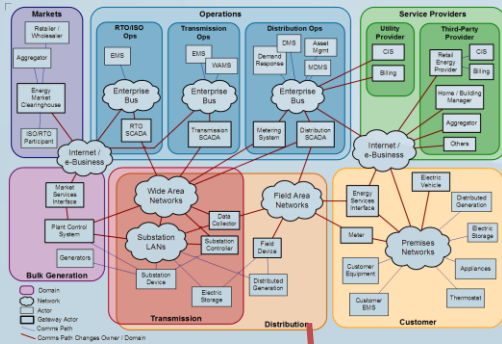 Markets
Retailer /
Wholesaler
Aggregator
Energy
Market
Clearinghouse
ISO/RTO
Participant
Operations
RTO/ISO
Ops
EMS
Enterprise
Bus
RTO
SCADA
Transmission
Ops
EMS
WAMS
Enterprise
Bus
Transmission
SCADA
Distribution Ops
Demand
Response
DMS
Asset
Mgmt
MDMS
Enterprise
Bus
Metering
System
Distribution
SCADA
Service Providers
Utility
Provider
CIS
Billing
Third-Party
Provider
Retail
Energy
Provider
CIS
Billing
Home / Building
Manager
Aggregator
Others
Internet /
e-Business
Internet /
e-Business
Market
Services
Interface
Plant Control
System
Generators
Bulk Generation
Wide Area
Networks
Substation
LANs
Data
Collector
Substation
Controller
Substation
Device
Electric
Storage
Transmission
Field Area
Networks
Field
Device
Distributed
Generation
Distribution
Energy
Services
Interface
Meter
Electric
Vehicle
Distributed
Generation
Electric
Storage
Premises
Networks
Appliances
Thermostat
Customer
Equipment
Customer
EMS
Customer
Domain
Network
Actor
Gateway Actor
Comms Path
Comms Path Changes Owner / Domain